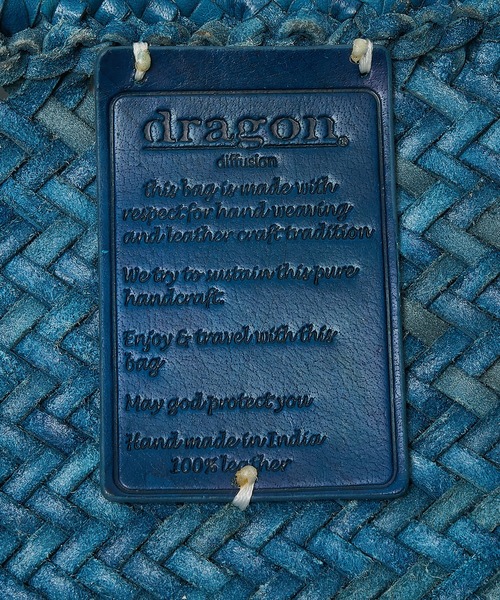 dragon®
diffusion
this bag is made with
respect for hand weaving
and leather craft tradition
We try to sustain this pure
handcraft.
Enjoy & travel with this
bag
May god protect you
Hand made in India
100% leather